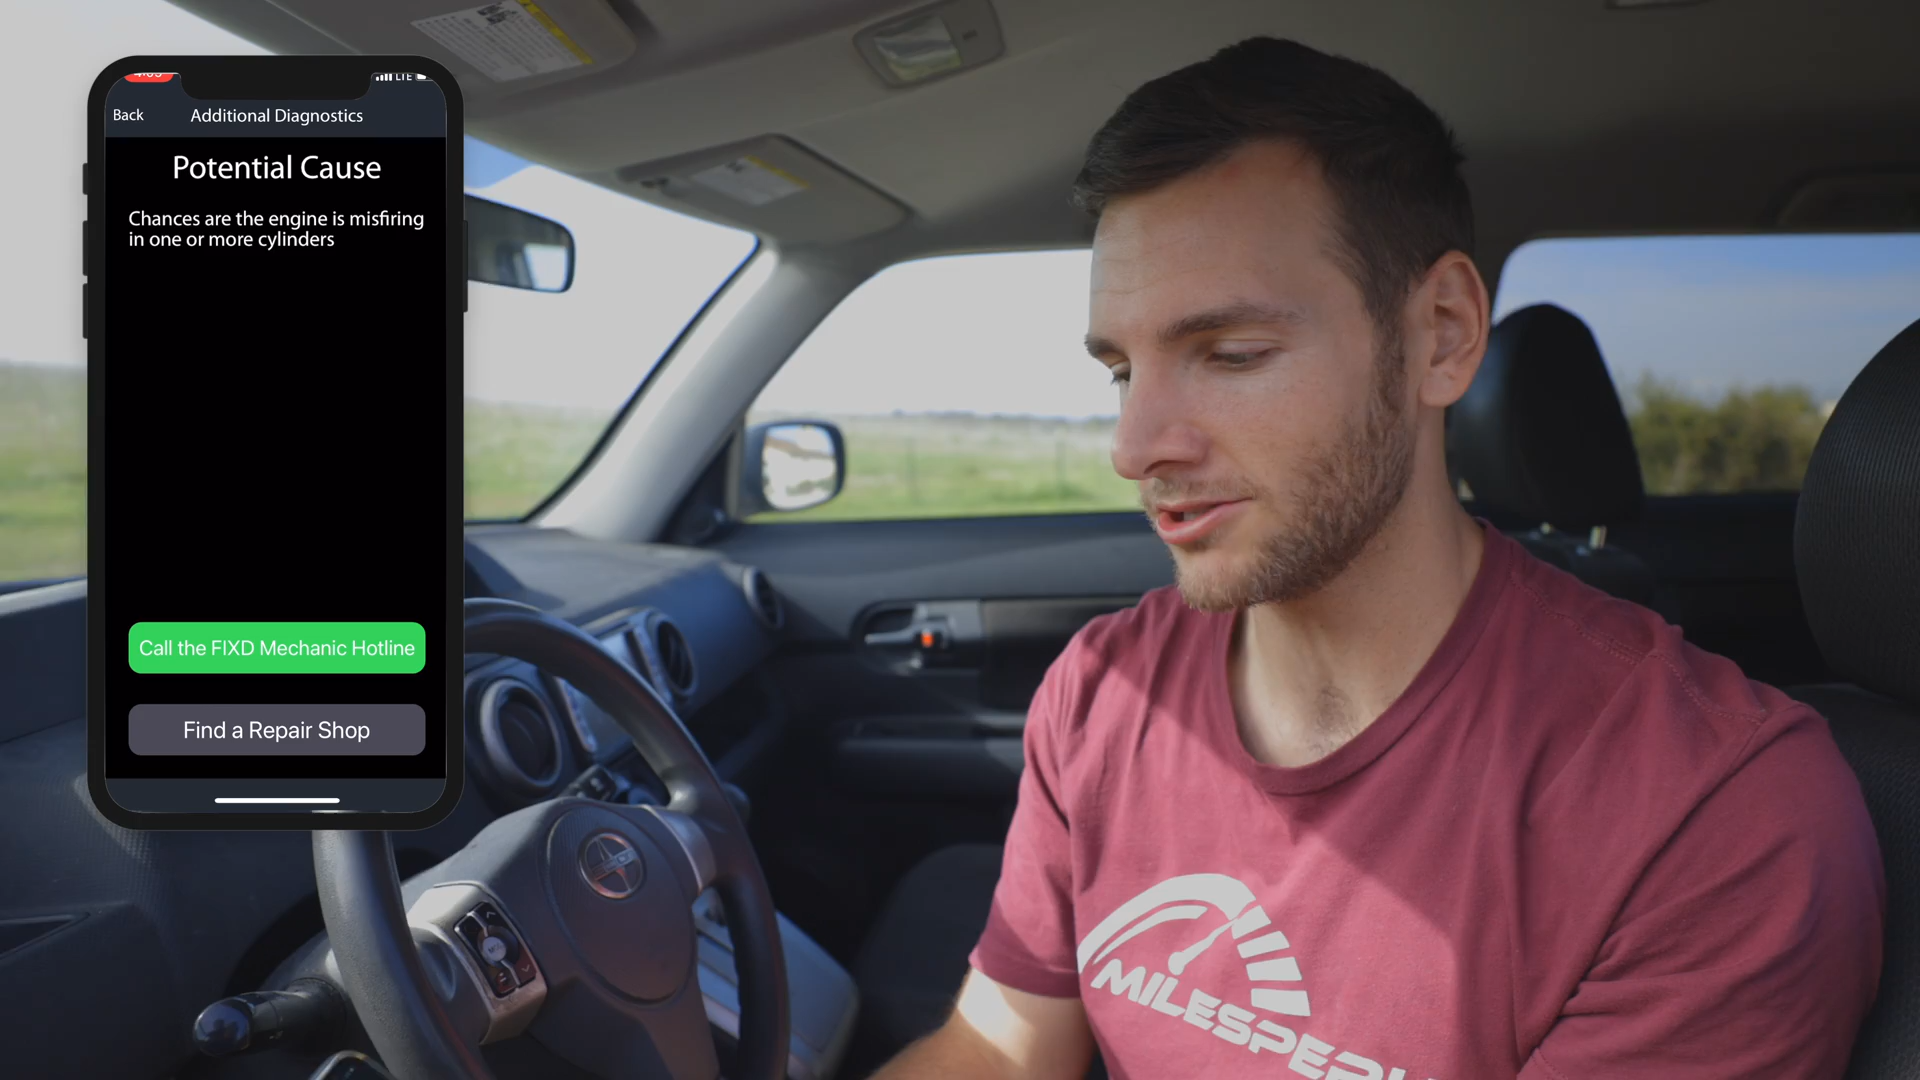 LTE
Back
Additional Diagnostics
Potential Cause
Chances are the engine is misfiring
in one or more cylinders
Call the FIXD Mechanic Hotline
Find a Repair Shop